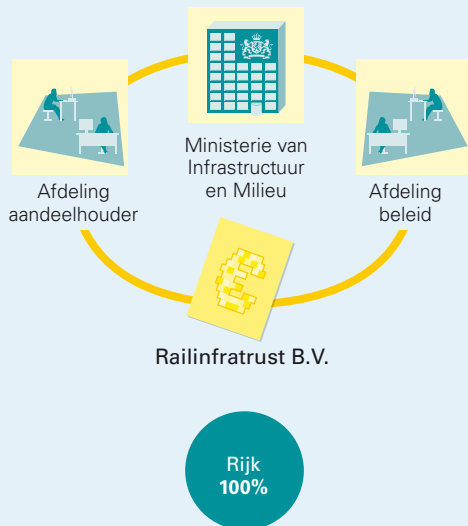 Ministerie van
Infrastructuur
en Milieu
Afdeling
aandeelhouder
Afdeling
beleid
Railinfratrust B.V.
Rijk
100%